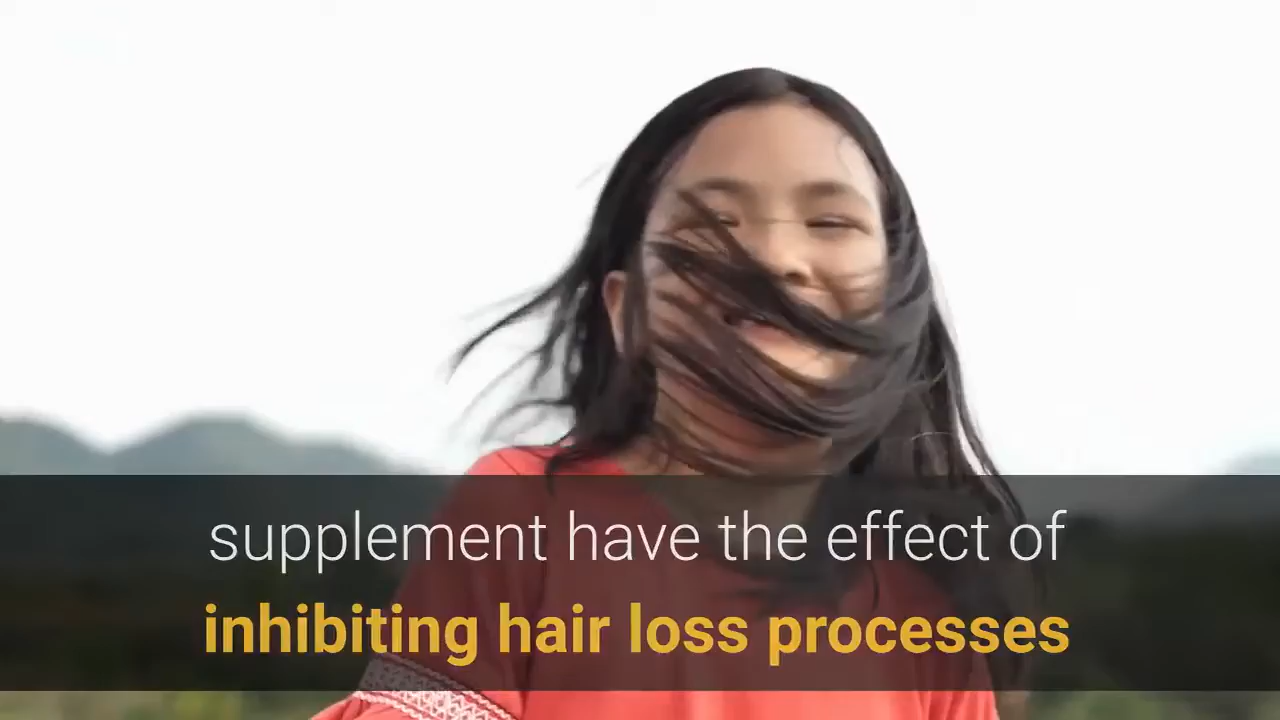 supplement have the effect of
inhibiting hair loss processes